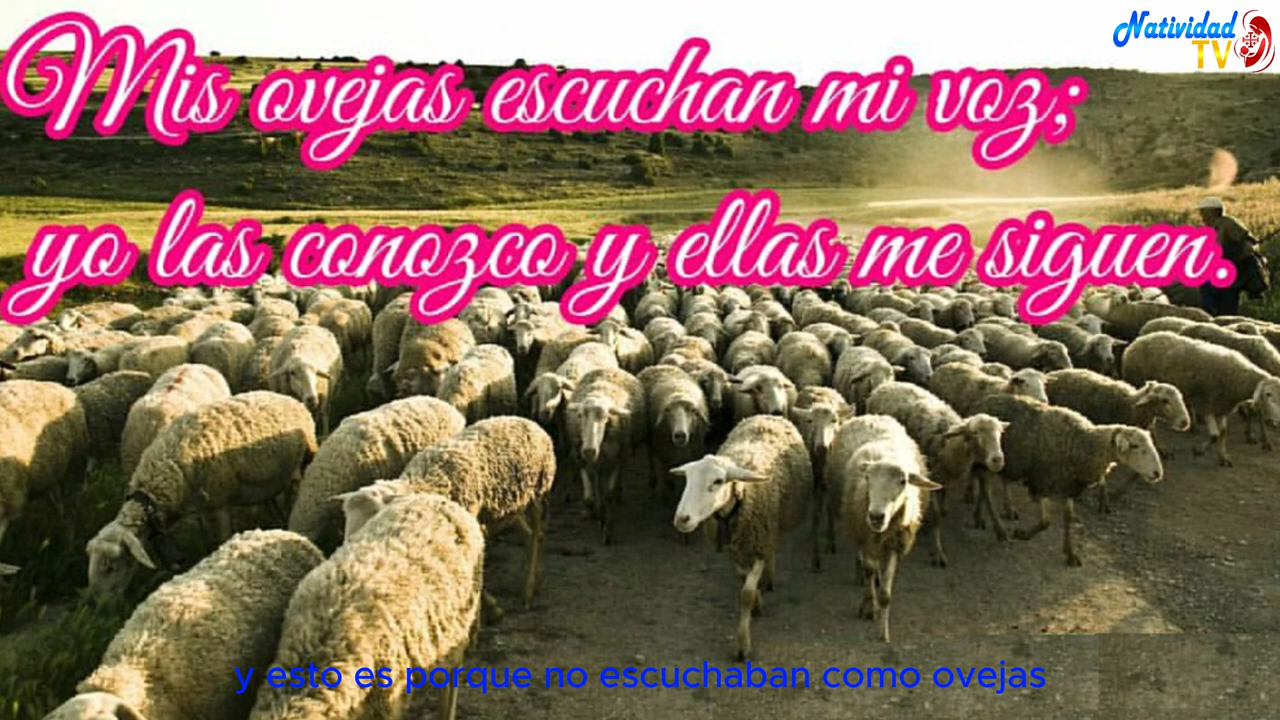 Natividad
TV
Mis ovejas escuchan mi voz;
yo las conozco y ellas me siguen.
y esto es porque no escuchaban como ovejas